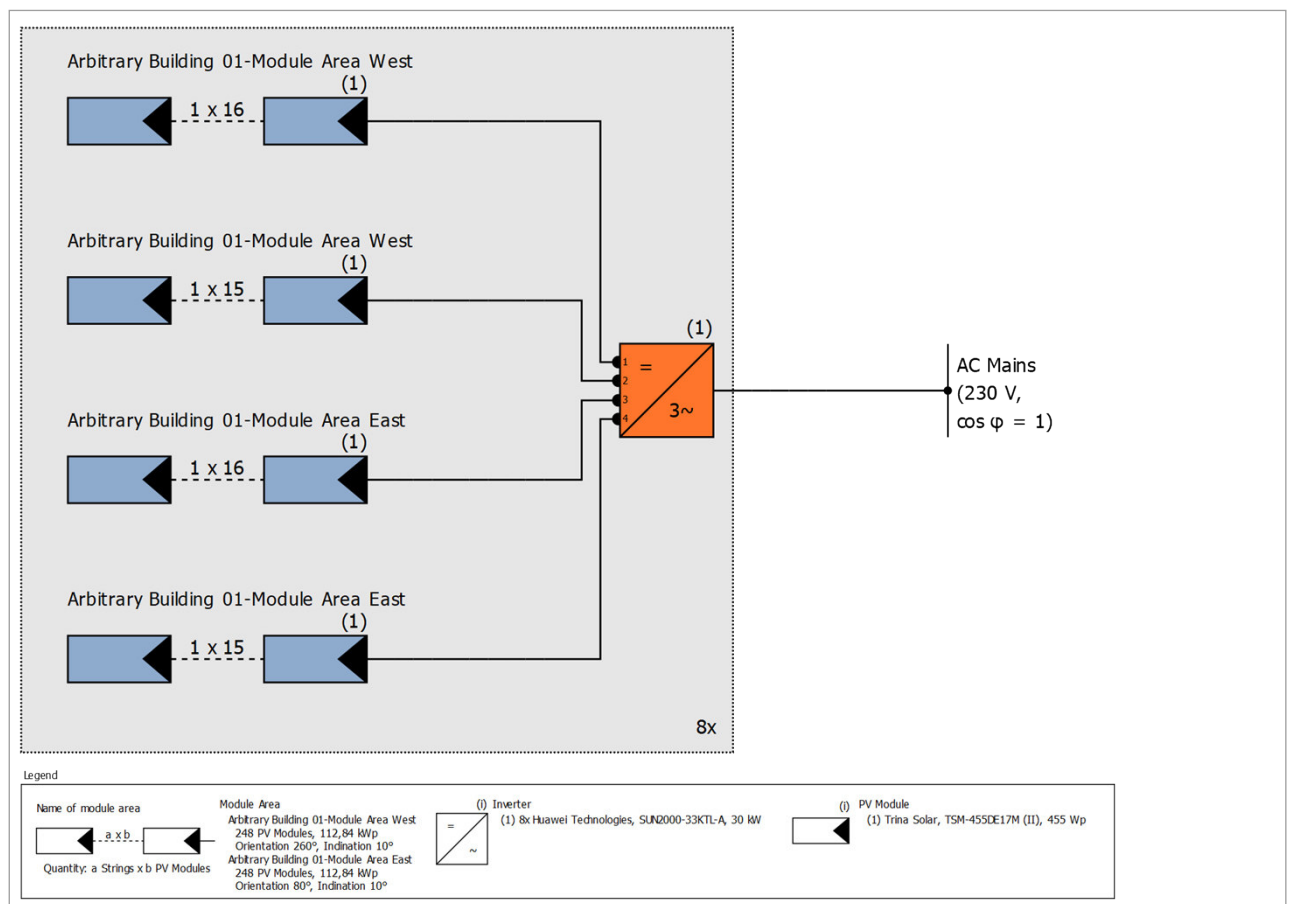 Arbitrary Building 01-Module Area West
(1)
1 x 16
Arbitrary Building 01-Module Area West
(1)
1 x 15
(1)
1
2
3
4
=
3~
AC Mains
(230 V,
cos φ = 1)
Arbitrary Building 01-Module Area East
(1)
1 x 16
Arbitrary Building 01-Module Area East
(1)
1 x 15
8x
Legend
Name of module area
a x b
Quantity: a Strings x b PV Modules
Module Area
Arbitrary Building 01-Module Area West
248 PV Modules, 112,84 kWp
Orientation 260°, Inclination 10°
Arbitrary Building 01-Module Area East
248 PV Modules, 112,84 kWp
Orientation 80°, Inclination 10°
=
~
(i) Inverter
(1) 8x Huawei Technologies, SUN2000-33KTL-A, 30 kW
(i) PV Module
(1) Trina Solar, TSM-455DE17M (II), 455 Wp